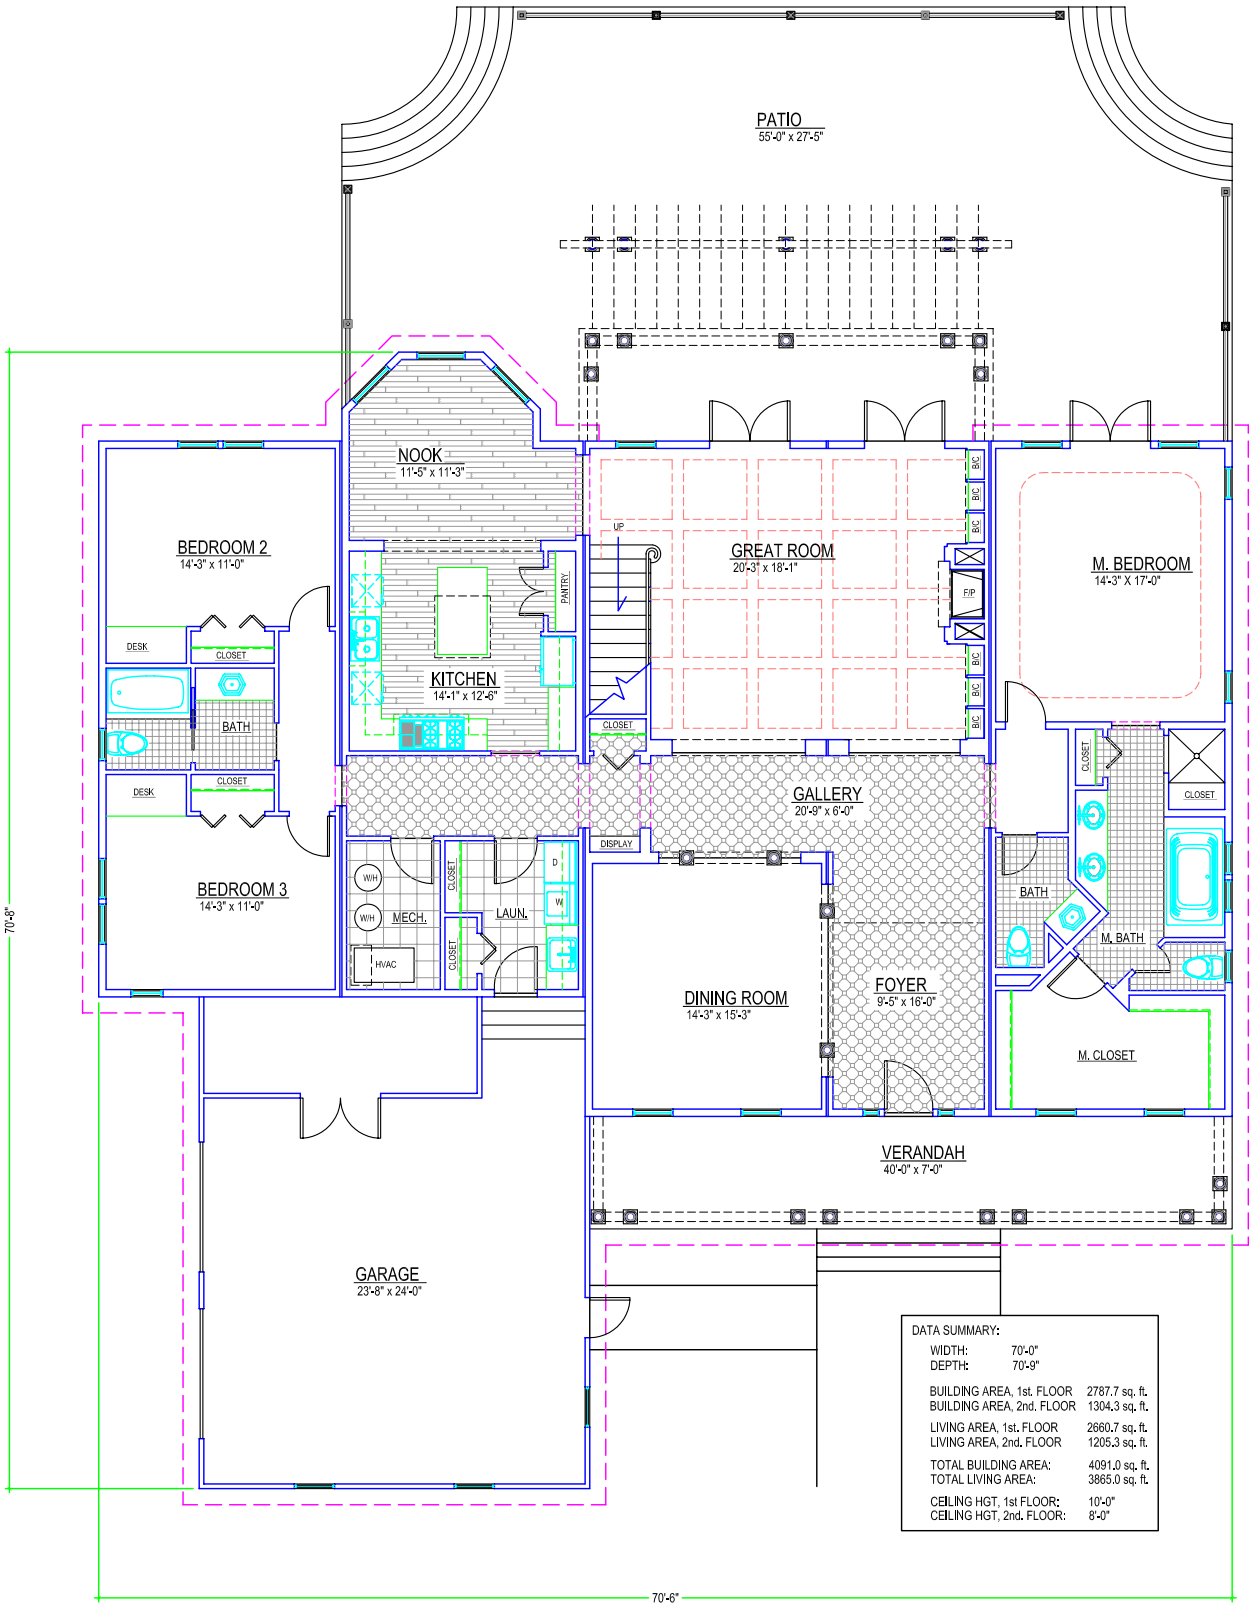 PATIO
55'-0" x 27'-5"
NOOK
11'-5" x 11'-3"
B/C
B/C
B/C
UP
BEDROOM 2
14'-3" x 11'-0"
GREAT ROOM
20'-3" x 18'-1"
M. BEDROOM
14'-3" X 17'-0"
PANTRY
F/P
DESK
CLOSET
KITCHEN
14'-1" x 12'-6"
B/C
B/C
B/C
BATH
CLOSET
CLOSET
CLOSET
DESK
CLOSET
GALLERY
20'-9" x 6'-0"
DISPLAY
W/H
CLOSET
D
BEDROOM 3
14'-3" x 11'-0"
BATH
W/H
MECH.
LAUN.
W
70'-8"
M. BATH
CLOSET
HVAC
DINING ROOM
14'-3" x 15'-3"
FOYER
9'-5" x 16'-0"
M. CLOSET
VERANDAH
40'-0" x 7'-0"
GARAGE
23'-8" x 24'-0"
DATA SUMMARY:
WIDTH: 70'-0"
DEPTH: 70'-9"
BUILDING AREA, 1st. FLOOR 2787.7 sq. ft.
BUILDING AREA, 2nd. FLOOR 1304.3 sq. ft.
LIVING AREA, 1st. FLOOR 2660.7 sq. ft.
LIVING AREA, 2nd. FLOOR 1205.3 sq. ft.
TOTAL BUILDING AREA: 4091.0 sq. ft.
TOTAL LIVING AREA: 3865.0 sq. ft.
CEILING HGT, 1st FLOOR: 10'-0"
CEILING HGT, 2nd. FLOOR: 8'-0"
70'-6"